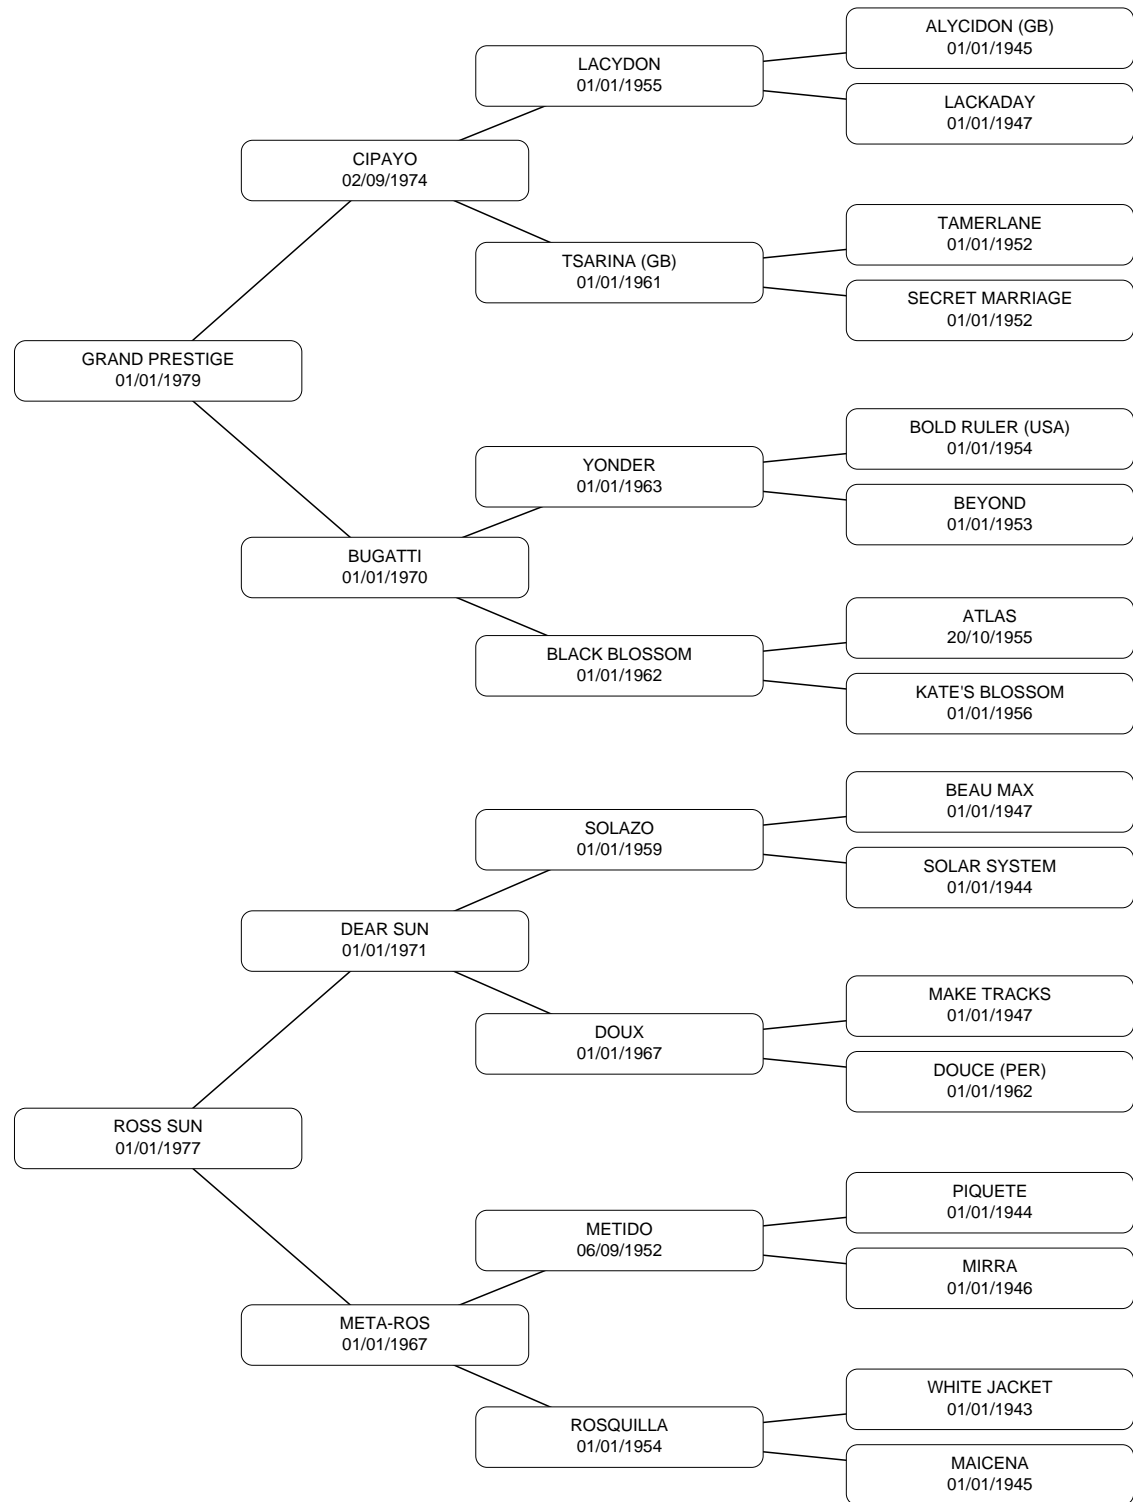 ALYCIDON (GB)
01/01/1945
LACYDON
01/01/1955
LACKADAY
01/01/1947
CIPAYO
02/09/1974
TAMERLANE
01/01/1952
TSARINA (GB)
01/01/1961
SECRET MARRIAGE
01/01/1952
GRAND PRESTIGE
01/01/1979
BOLD RULER (USA)
01/01/1954
YONDER
01/01/1963
BEYOND
01/01/1953
BUGATTI
01/01/1970
ATLAS
20/10/1955
BLACK BLOSSOM
01/01/1962
KATE'S BLOSSOM
01/01/1956
BEAU MAX
01/01/1947
SOLAZO
01/01/1959
SOLAR SYSTEM
01/01/1944
DEAR SUN
01/01/1971
MAKE TRACKS
01/01/1947
DOUX
01/01/1967
DOUCE (PER)
01/01/1962
ROSS SUN
01/01/1977
PIQUETE
01/01/1944
METIDO
06/09/1952
MIRRA
01/01/1946
META-ROS
01/01/1967
WHITE JACKET
01/01/1943
ROSQUILLA
01/01/1954
MAICENA
01/01/1945